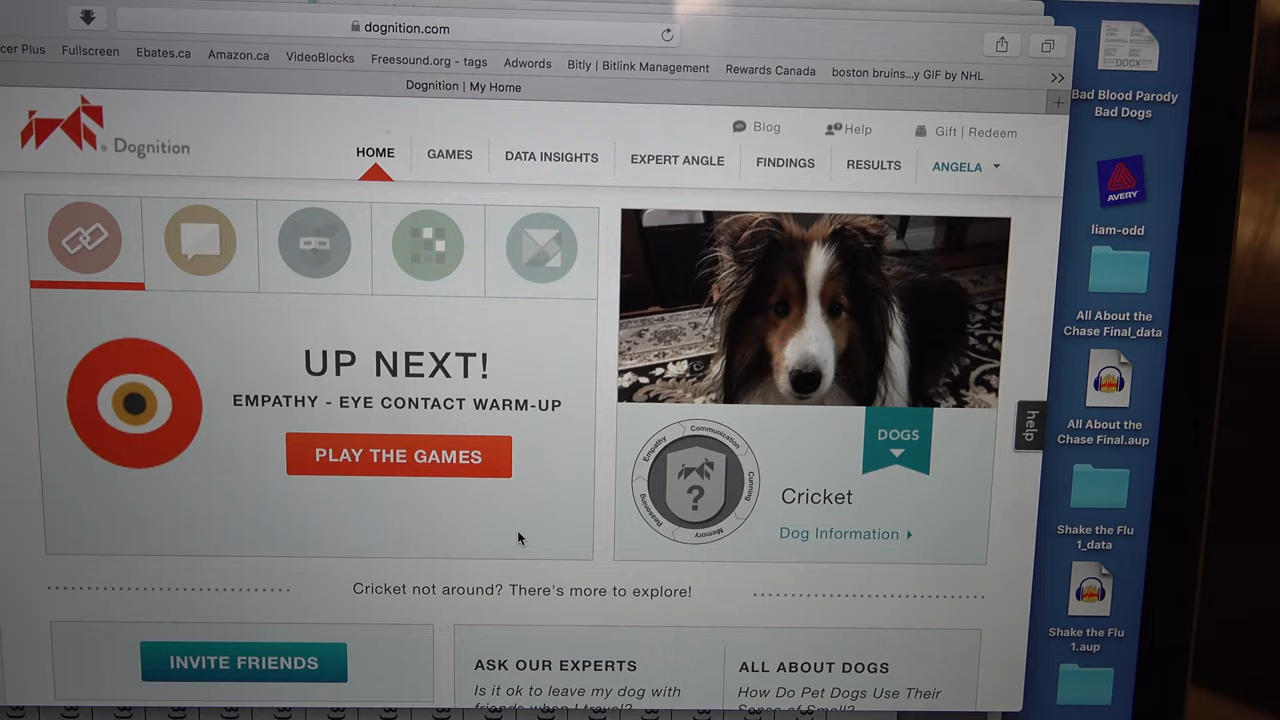 dognition.com
cer Plus Fullscreen Ebates.ca Amazon.ca VideoBlocks Freesound.org - tags Adwords Bitly | Bitlink Management Rewards Canada boston bruins...y GIF by NHL >>
Dognition | My Home
+
Dognition
Blog Help Gift | Redeem
HOME GAMES DATA INSIGHTS EXPERT ANGLE FINDINGS RESULTS ANGELA
UP NEXT!
EMPATHY - EYE CONTACT WARM-UP
PLAY THE GAMES
DOGS
Empathy Communication Cunning Memory Reasoning
?
Cricket
Dog Information
help
Cricket not around? There's more to explore!
INVITE FRIENDS
ASK OUR EXPERTS
Is it ok to leave my dog with
friends when I travel?
ALL ABOUT DOGS
How Do Pet Dogs Use Their
Sense of Smell?
DOCX
Bad Blood Parody
Bad Dogs
AVERY
liam-odd
All About the
Chase Final_data
All About the
Chase Final.aup
Shake the Flu
1_data
Shake the Flu
1.aup